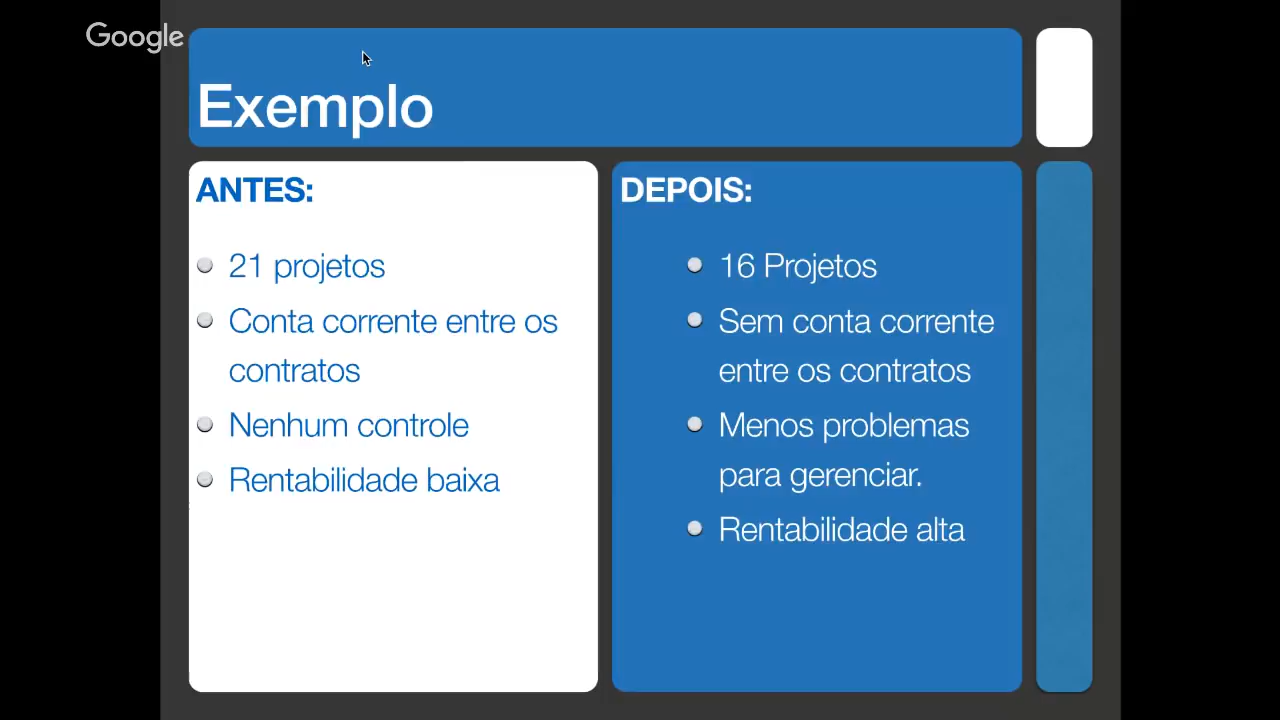 Google
Exemplo
ANTES:
21 projetos
Conta corrente entre os
contratos
Nenhum controle
Rentabilidade baixa
DEPOIS:
16 Projetos
Sem conta corrente
entre os contratos
Menos problemas
para gerenciar.
Rentabilidade alta